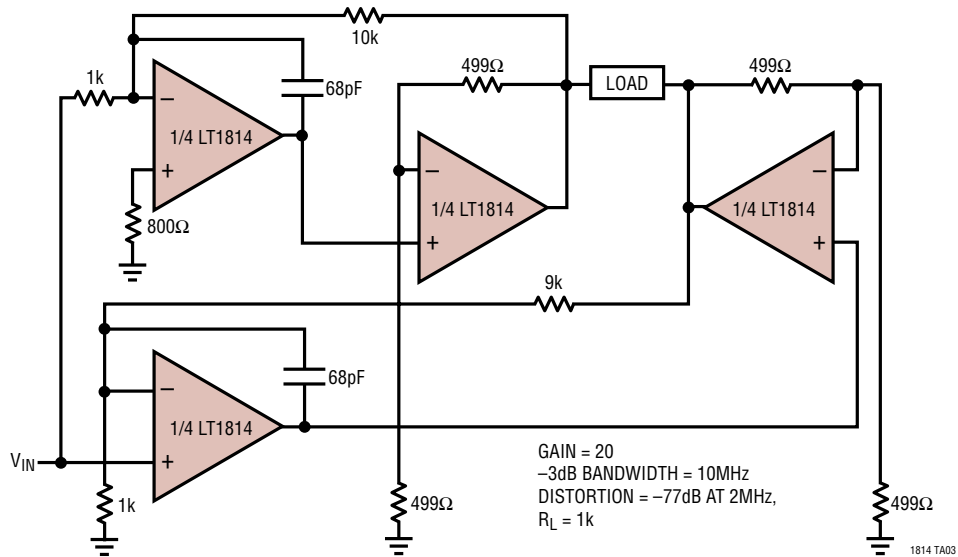 10k
1k
68pF
499Ω
LOAD
499Ω
−
1/4 LT1814
+
800Ω
−
1/4 LT1814
+
−
1/4 LT1814
+
9k
68pF
−
1/4 LT1814
+
VIN
1k
499Ω
GAIN = 20
–3dB BANDWIDTH = 10MHz
DISTORTION = –77dB AT 2MHz,
RL = 1k
499Ω
1814 TA03